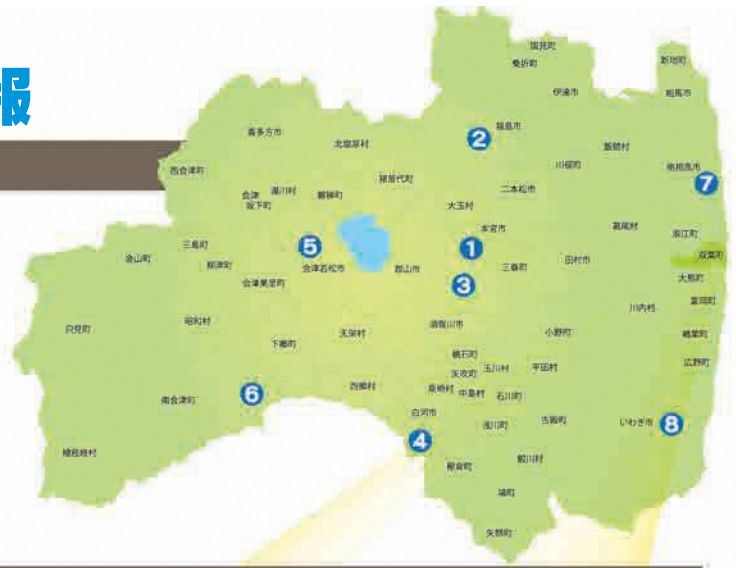 報
国見町
桑折町
新地町
伊達市
相馬市
福島市
②
喜多方市
北塩原村
飯舘村
川俣町
南相馬市
⑦
西会津町
猪苗代町
会津坂下町
湯川村
磐梯町
二本松市
大玉村
本宮市
葛尾村
浪江町
三島町
⑤
①
金山町
柳津町
会津若松市
郡山市
三春町
田村市
双葉町
会津美里町
③
大熊町
富岡町
川内村
只見町
昭和村
天栄村
須賀川市
小野町
楢葉町
下郷町
鏡石町
広野町
矢吹町
玉川村
平田村
西郷村
泉崎村
中島村
石川町
南会津町
⑥
白河市
浅川町
古殿町
いわき市
⑧
④
檜枝岐村
棚倉町
鮫川村
塙町
矢祭町